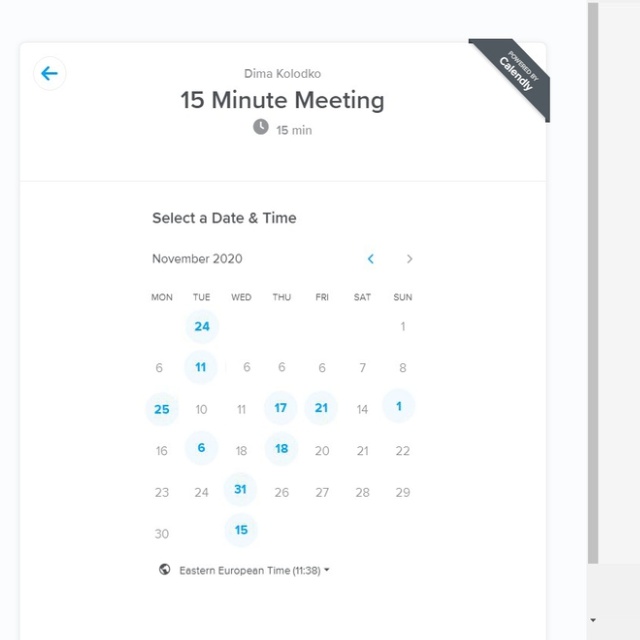 POWERED BY
Calendly
Dima Kolodko
15 Minute Meeting
15 min
Select a Date & Time
November 2020
MON TUE WED THU FRI SAT SUN
24 1
6 11 6 6 6 7 8
25 10 11 17 21 14 1
16 6 18 18 20 21 22
23 24 31 26 27 28 29
30 15
Eastern European Time (11:38)